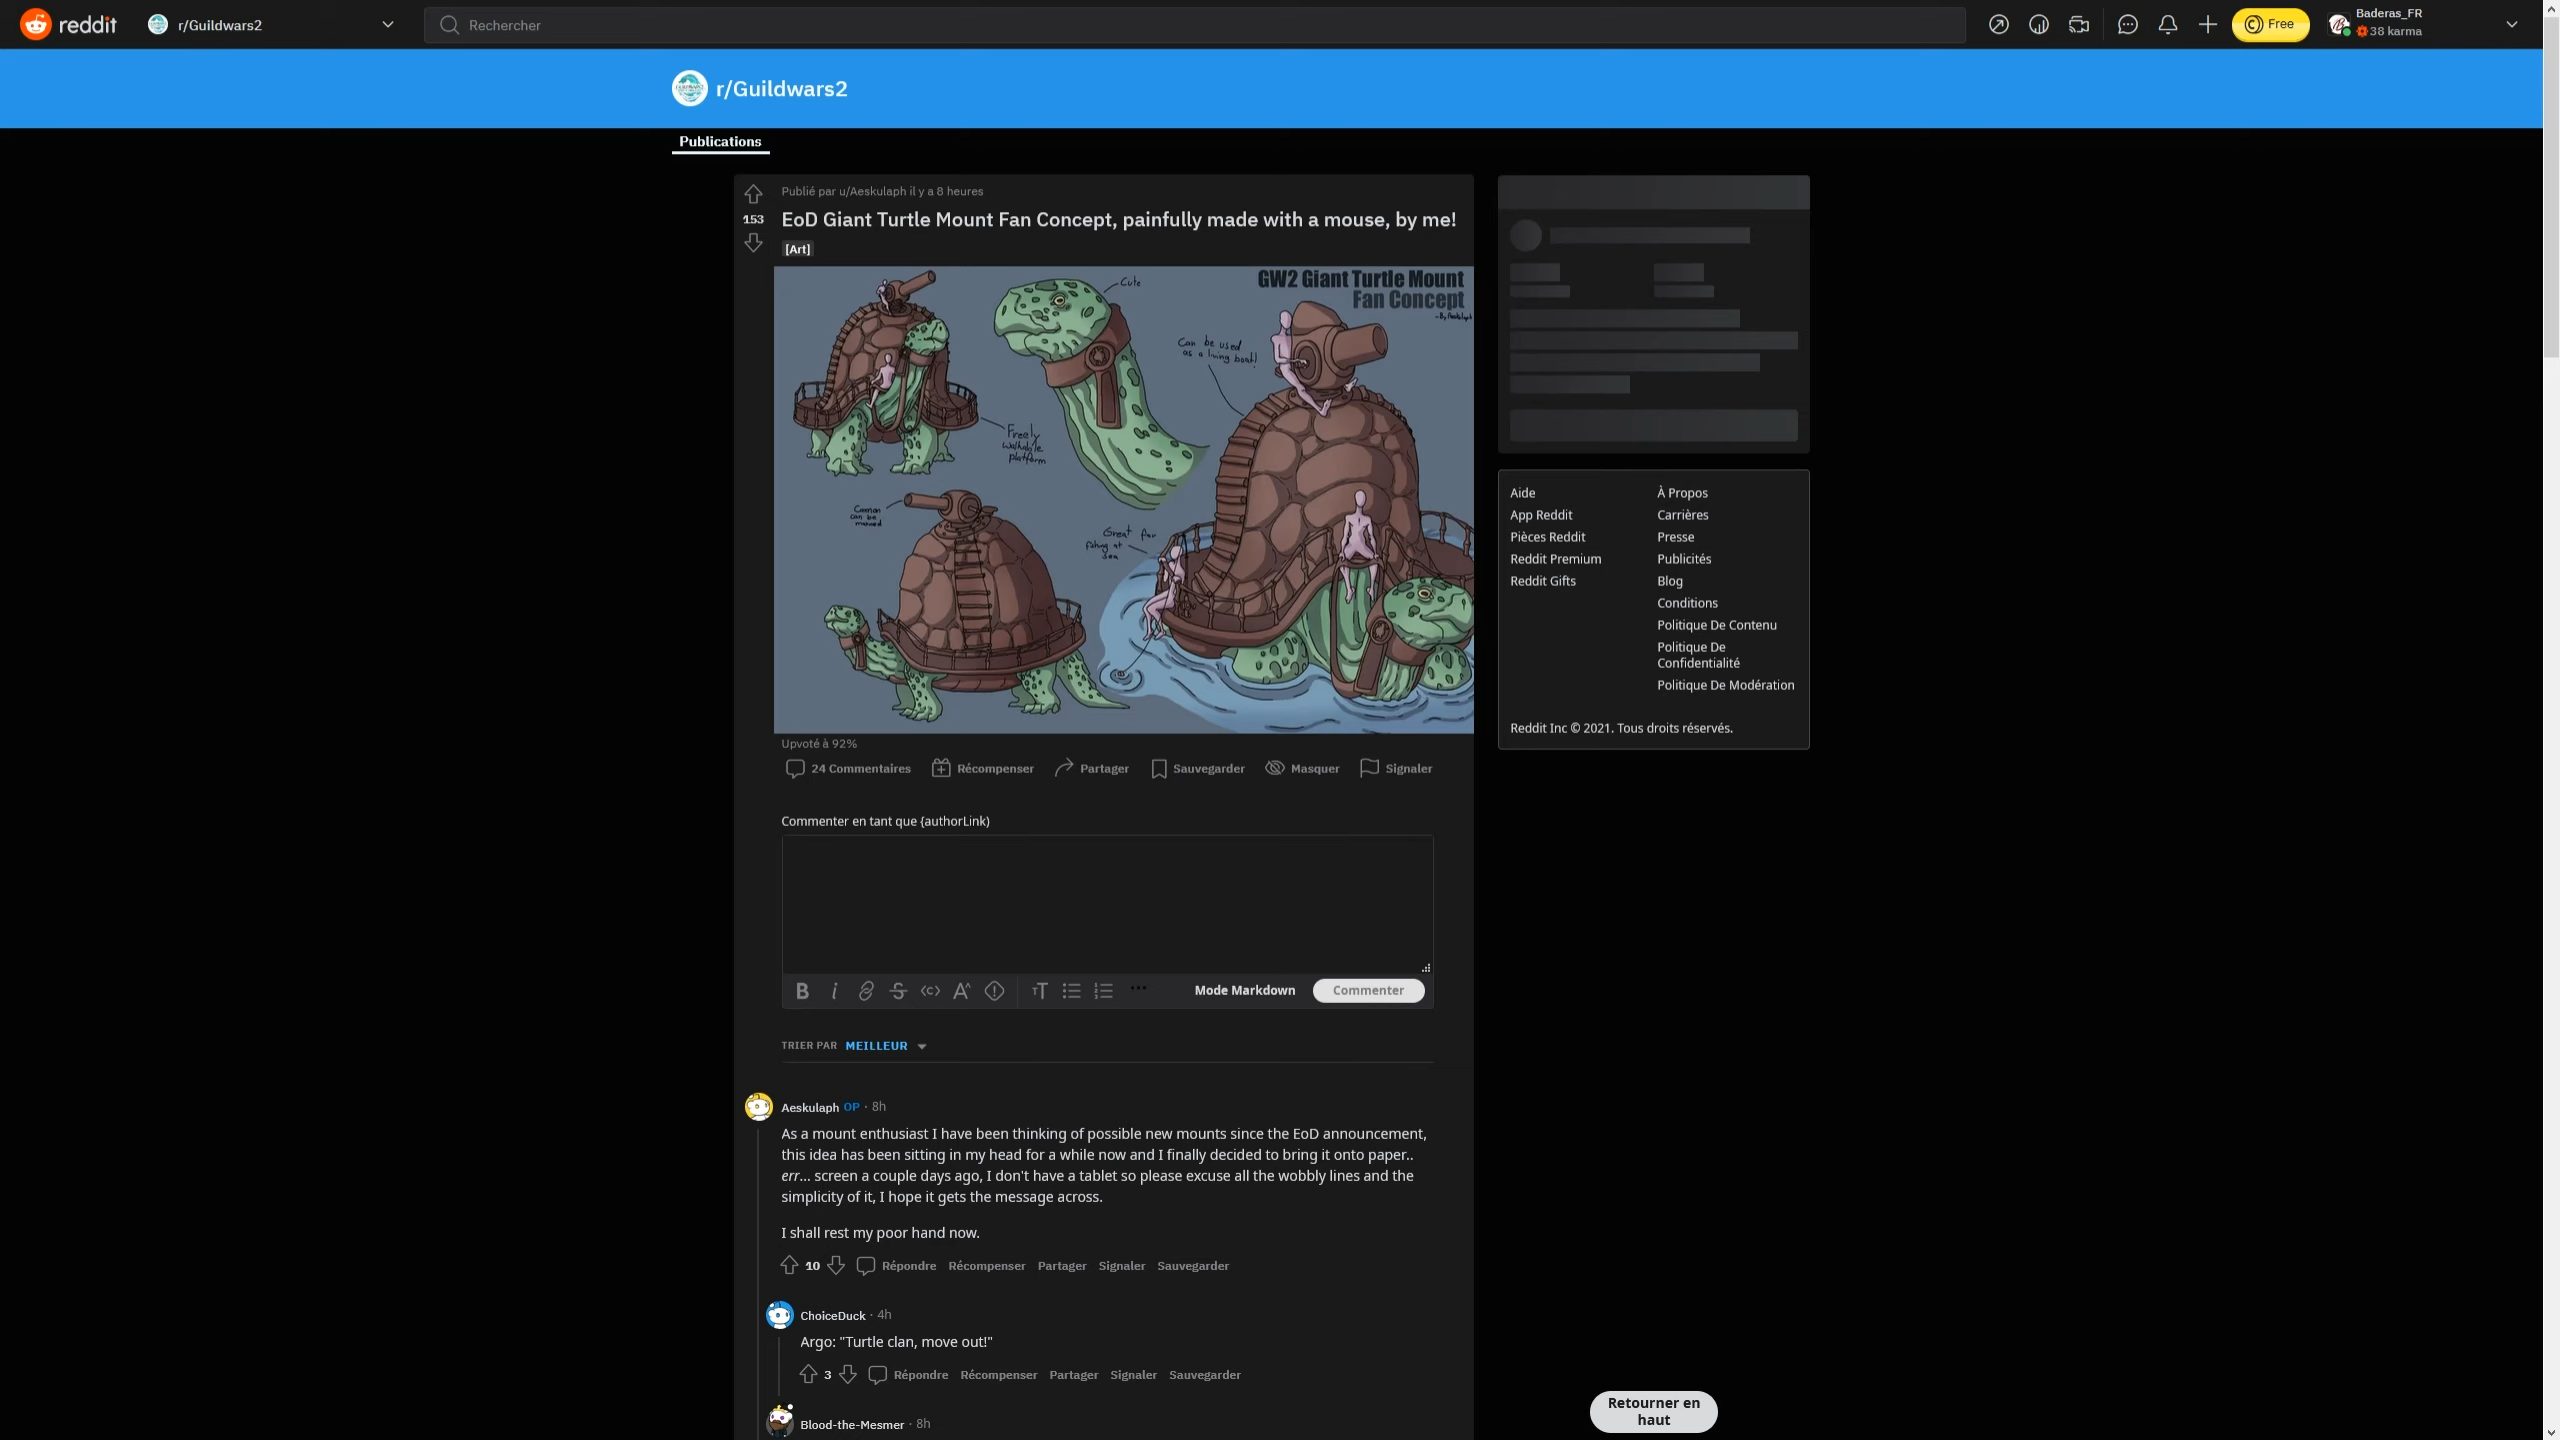 reddit
r/Guildwars2
Rechercher
Free
Baderas_FR
38 karma
r/Guildwars2
Publications
Publié par u/Aeskulaph il y a 8 heures
153
EoD Giant Turtle Mount Fan Concept, painfully made with a mouse, by me!
[Art]
GW2 Giant Turtle Mount
Fan Concept
-By Aeskulaph
Cute
Can be used
as a living boat!
Freely
walkable
platform
Cannon
can be
manned
Great for
fishing at
sea
Upvoté à 92%
24 Commentaires
Récompenser
Partager
Sauvegarder
Masquer
Signaler
Commenter en tant que {authorLink)
Mode Markdown
Commenter
TRIER PAR MEILLEUR
Aeskulaph OP · 8h
As a mount enthusiast I have been thinking of possible new mounts since the EoD announcement,
this idea has been sitting in my head for a while now and I finally decided to bring it onto paper..
err... screen a couple days ago, I don't have a tablet so please excuse all the wobbly lines and the
simplicity of it, I hope it gets the message across.
I shall rest my poor hand now.
10 Répondre Récompenser Partager Signaler Sauvegarder
ChoiceDuck · 4h
Argo: "Turtle clan, move out!"
3 Répondre Récompenser Partager Signaler Sauvegarder
Blood-the-Mesmer · 8h
Aide
App Reddit
Pièces Reddit
Reddit Premium
Reddit Gifts
À Propos
Carrières
Presse
Publicités
Blog
Conditions
Politique De Contenu
Politique De
Confidentialité
Politique De Modération
Reddit Inc © 2021. Tous droits réservés.
Retourner en
haut